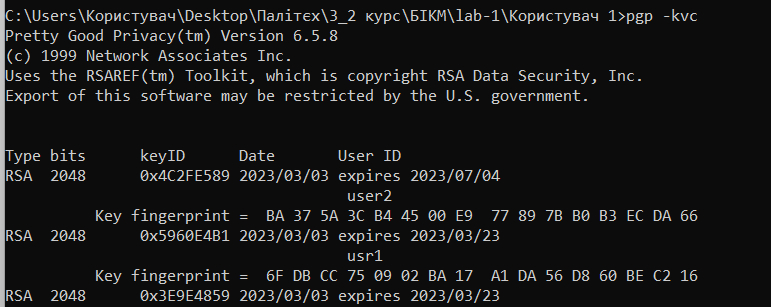 C:\Users\Користувач\Desktop\Палітєх\3_2 курс\БІКМ\lab-1\Користувач 1>pgp -kvc
Pretty Good Privacy(tm) Version 6.5.8
(c) 1999 Network Associates Inc.
Uses the RSAREF(tm) Toolkit, which is copyright RSA Data Security, Inc.
Export of this software may be restricted by the U.S. government.
Type bits      keyID      Date       User ID
RSA  2048      0x4C2FE589 2023/03/03 expires 2023/07/04
user2
Key fingerprint =  BA 37 5A 3C B4 45 00 E9  77 89 7B B0 B3 EC DA 66
RSA  2048      0x5960E4B1 2023/03/03 expires 2023/03/23
usr1
Key fingerprint =  6F DB CC 75 09 02 BA 17  A1 DA 56 D8 60 BE C2 16
RSA  2048      0x3E9E4859 2023/03/03 expires 2023/03/23